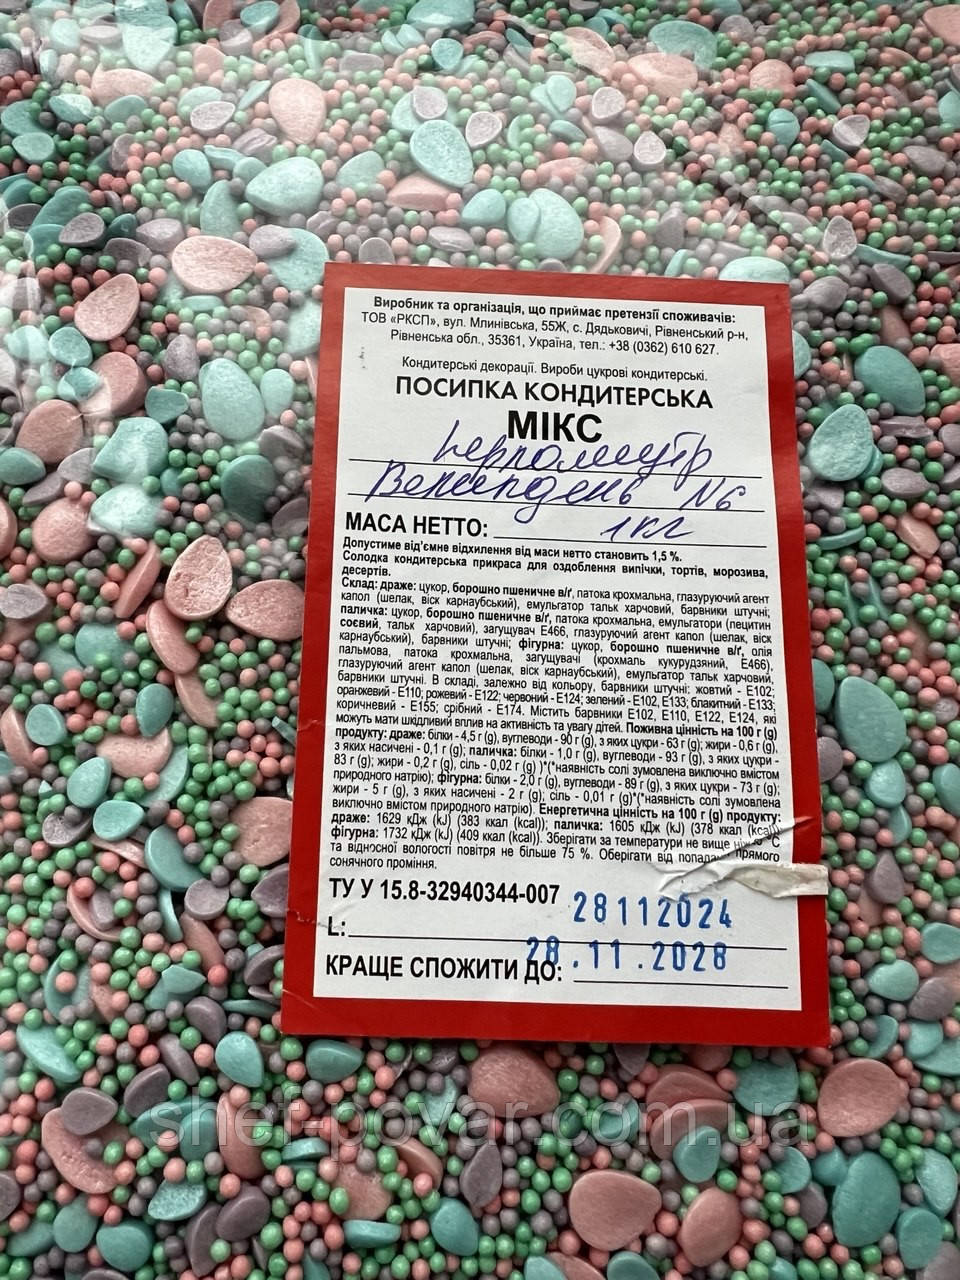 Виробник та організація, що приймає претензії споживачів:
ТОВ «РКСП», вул. Млинівська, 55Ж, с. Дядьковичі, Рівненський р-н,
Рівненська обл., 35361, Україна, тел.: +38 (0362) 610 627.
Кондитерські декорації. Вироби цукрові кондитерські.
ПОСИПКА КОНДИТЕРСЬКА
МІКС
перламутр
Великдень N6
МАСА НЕТТО: 1кг
Допустиме від'ємне відхилення від маси нетто становить 1,5 %.
Солодка кондитерська прикраса для оздоблення випічки, тортів, морозива,
десертів.
Склад: драже: цукор, борошно пшеничне в/ґ, патока крохмальна, глазуруючий агент
капол (шелак, віск карнаубський), емульгатор тальк харчовий, барвники штучні;
паличка: цукор, борошно пшеничне в/ґ, патока крохмальна, емульгатори (лецитин
соєвий, тальк харчовий), загущувач Е466, глазуруючий агент капол (шелак, віск
карнаубський), барвники штучні; фігурна: цукор, борошно пшеничне в/ґ, олія
пальмова, патока крохмальна, загущувачі (крохмаль кукурудзяний, Е466),
глазуруючий агент капол (шелак, віск карнаубський), емульгатор тальк харчовий,
барвники штучні. В складі, залежно від кольору, барвники штучні: жовтий - Е102;
оранжевий - Е110; рожевий - Е122; червоний - Е124; зелений - Е102, Е133; блакитний - Е133;
коричневий - Е155; срібний - Е174. Містить барвники Е102, Е110, Е122, Е124, які
можуть мати шкідливий вплив на активність та увагу дітей. Поживна цінність на 100 г (g)
продукту: драже: білки - 4,5 г (g), вуглеводи - 90 г (g), з яких цукри - 63 г (g); жири - 0,6 г (g),
з яких насичені - 0,1 г (g); паличка: білки - 1,0 г (g), вуглеводи - 93 г (g), з яких цукри -
83 г (g); жири - 0,2 г (g), сіль - 0,02 г (g) )*(*наявність солі зумовлена виключно вмістом
природного натрію); фігурна: білки - 2.0 г (g), вуглеводи - 89 г (g), з яких цукри - 73 г (g);
жири - 5 г (g), з яких насичені - 2 г (g); сіль - 0,01 г (g)*(*наявність солі зумовлена
виключно вмістом природного натрію). Енергетична цінність на 100 г (g) продукту:
драже: 1629 кДж (kJ) (383 ккал (kcal)); паличка: 1605 кДж (kJ) (378 ккал (kcal));
фігурна: 1732 кДж (kJ) (409 ккал (kcal)). Зберігати за температури не вище °С
та відносної вологості повітря не більше 75 %. Оберігати від прямого
сонячного проміння.
ТУ У 15.8-32940344-007
28112024
L:
КРАЩЕ СПОЖИТИ ДО: 28.11.2028
shef-povar.com.ua